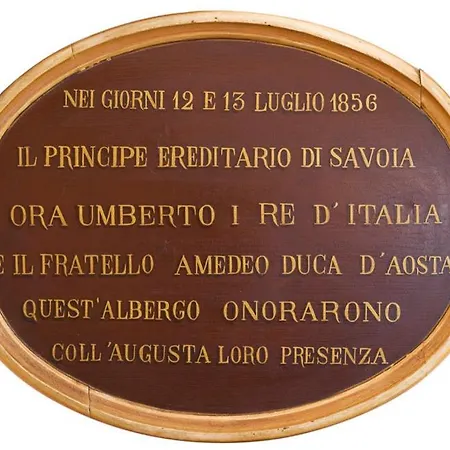 NEI GIORNI 12 E 13 LUGLIO 1856
IL PRINCIPE EREDITARIO DI SAVOIA
ORA UMBERTO I RE D'ITALIA
E IL FRATELLO AMEDEO DUCA D'AOSTA
QUEST'ALBERGO ONORARONO
COLL'AUGUSTA LORO PRESENZA